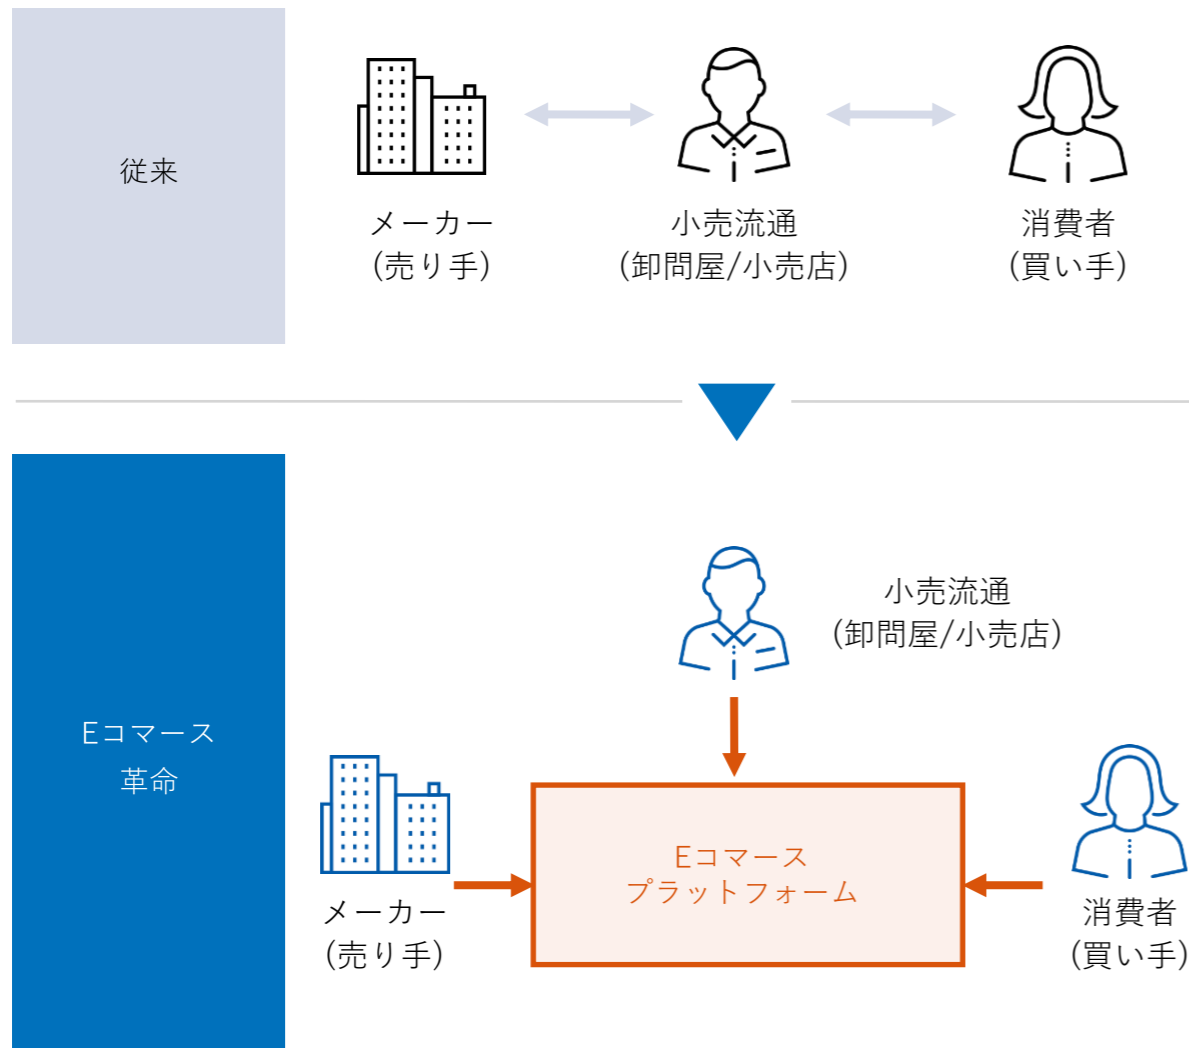 従来
メーカー
(売り手)
小売流通
(卸問屋/小売店)
消費者
(買い手)
Eコマース
革命
小売流通
(卸問屋/小売店)
メーカー
(売り手)
Eコマース
プラットフォーム
消費者
(買い手)